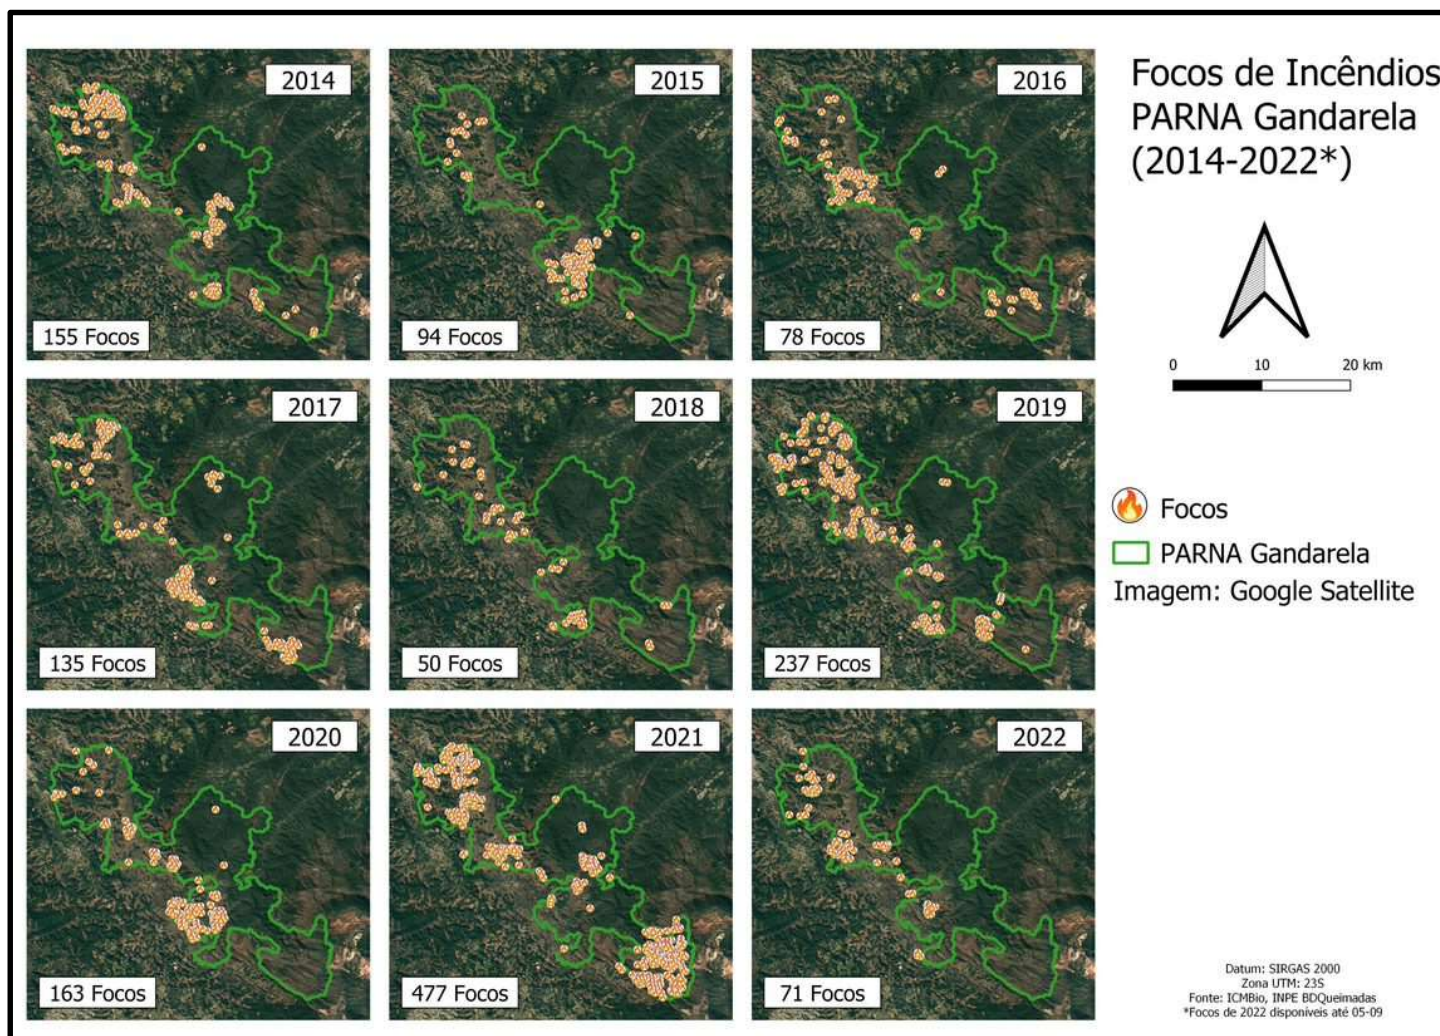 2014
155 Focos
2015
94 Focos
2016
78 Focos
2017
135 Focos
2018
50 Focos
2019
237 Focos
2020
163 Focos
2021
477 Focos
2022
71 Focos
Focos de Incêndios
PARNA Gandarela
(2014-2022*)
0 10 20 km
Focos
PARNA Gandarela
Imagem: Google Satellite
Datum: SIRGAS 2000
Zona UTM: 23S
Fonte: ICMBio, INPE BDQueimadas
*Focos de 2022 disponíveis até 05-09